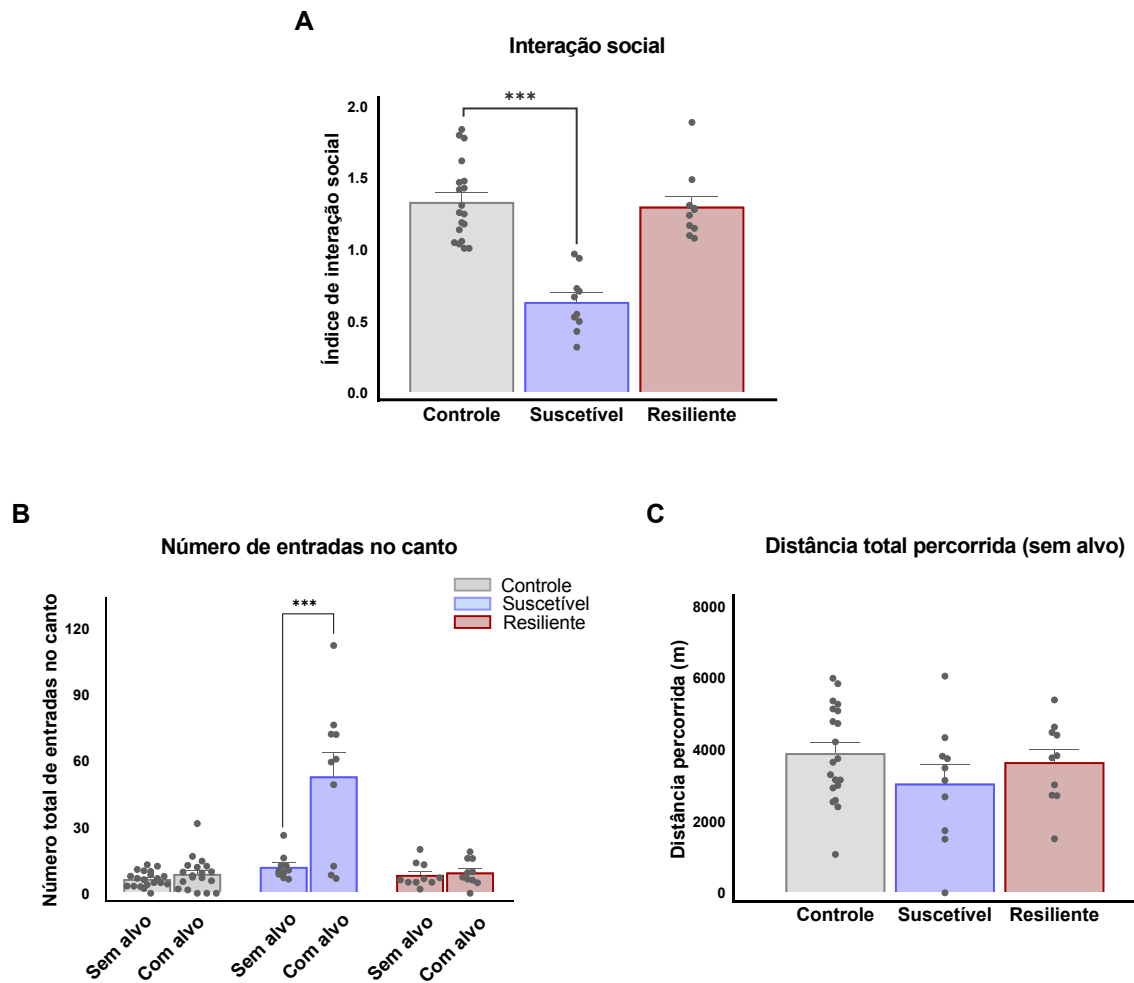 A
Interação social
***
Índice de interação social
2.0
1.5
1.0
0.5
0.0
Controle
Suscetível
Resiliente
B
Número de entradas no canto
Controle
Suscetível
Resiliente
***
Número total de entradas no canto
120
90
60
30
0
Sem alvo
Com alvo
Sem alvo
Com alvo
Sem alvo
Com alvo
C
Distância total percorrida (sem alvo)
Distância percorrida (m)
8000
6000
4000
2000
0
Controle
Suscetível
Resiliente